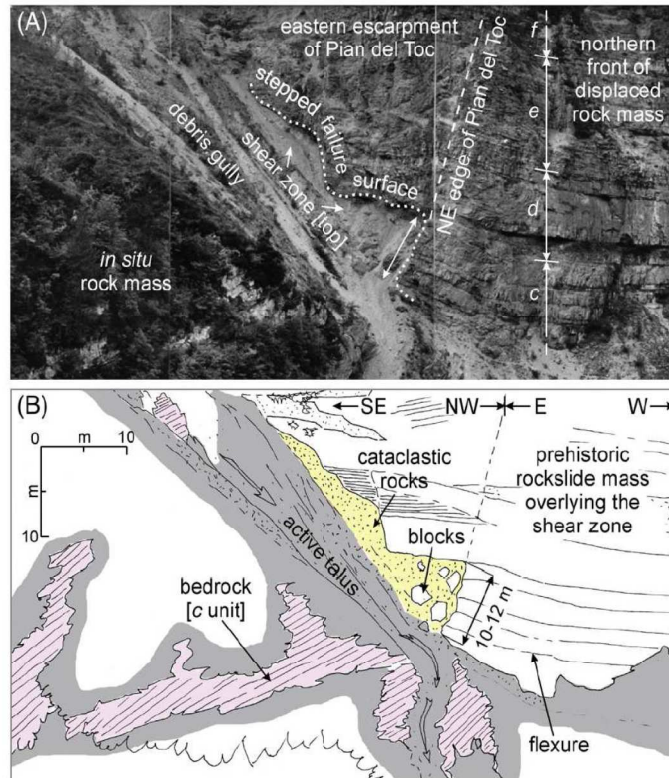 (A)
eastern escarpment
of Pian del Toc
northern
front of
displaced
rock mass
f
e
d
c
stepped failure surface
debris gully
shear zone [top]
NE edge of Pian del Toc
in situ
rock mass
(B)
SE NW E W
0 m 10
m
10
cataclastic
rocks
prehistoric
rockslide mass
overlying the
shear zone
blocks
active talus
10-12 m
bedrock
[c unit]
flexure